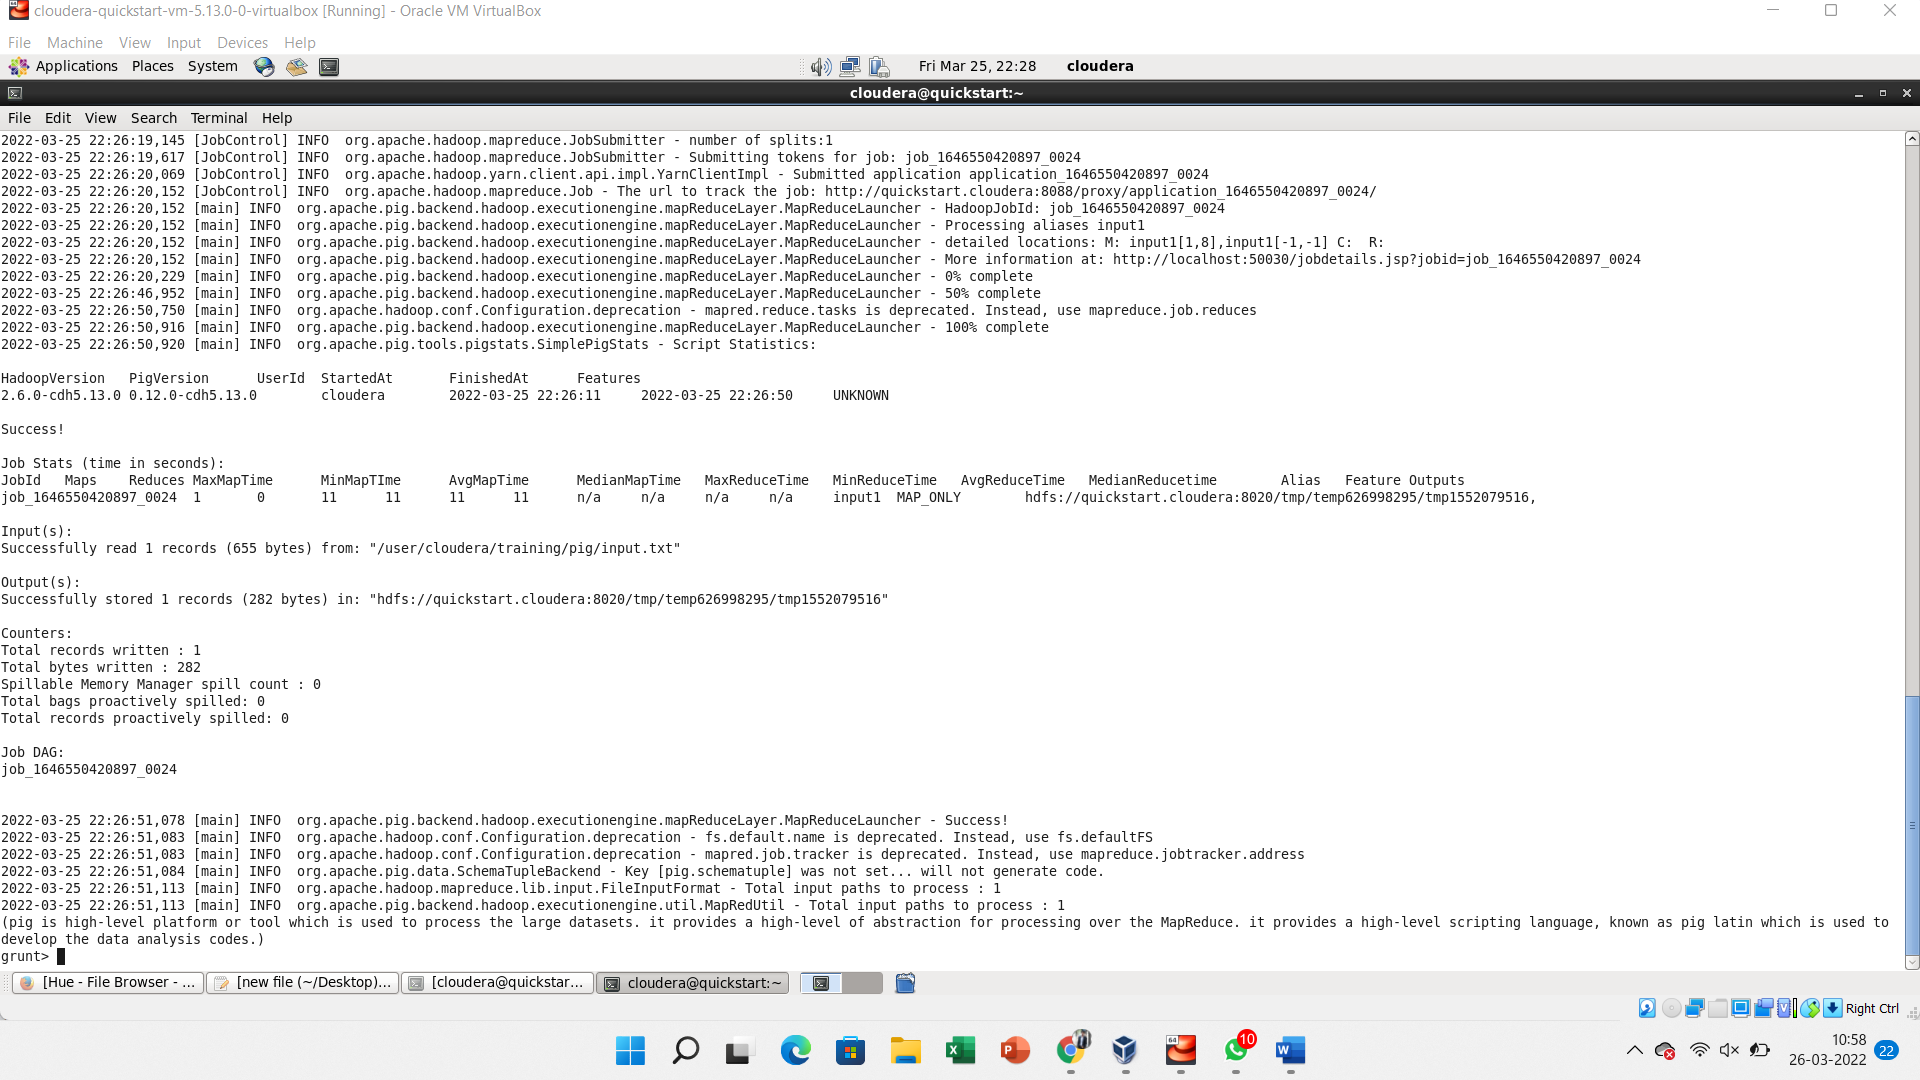 cloudera-quickstart-vm-5.13.0-0-virtualbox [Running] - Oracle VM VirtualBox
File Machine View Input Devices Help
Applications Places System Fri Mar 25, 22:28 cloudera
cloudera@quickstart:~
File Edit View Search Terminal Help
2022-03-25 22:26:19,145 [JobControl] INFO  org.apache.hadoop.mapreduce.JobSubmitter - number of splits:1
2022-03-25 22:26:19,617 [JobControl] INFO  org.apache.hadoop.mapreduce.JobSubmitter - Submitting tokens for job: job_1646550420897_0024
2022-03-25 22:26:20,069 [JobControl] INFO  org.apache.hadoop.yarn.client.api.impl.YarnClientImpl - Submitted application application_1646550420897_0024
2022-03-25 22:26:20,152 [JobControl] INFO  org.apache.hadoop.mapreduce.Job - The url to track the job: http://quickstart.cloudera:8088/proxy/application_1646550420897_0024/
2022-03-25 22:26:20,152 [main] INFO  org.apache.pig.backend.hadoop.executionengine.mapReduceLayer.MapReduceLauncher - HadoopJobId: job_1646550420897_0024
2022-03-25 22:26:20,152 [main] INFO  org.apache.pig.backend.hadoop.executionengine.mapReduceLayer.MapReduceLauncher - Processing aliases input1
2022-03-25 22:26:20,152 [main] INFO  org.apache.pig.backend.hadoop.executionengine.mapReduceLayer.MapReduceLauncher - detailed locations: M: input1[1,8],input1[-1,-1] C:  R:
2022-03-25 22:26:20,152 [main] INFO  org.apache.pig.backend.hadoop.executionengine.mapReduceLayer.MapReduceLauncher - More information at: http://localhost:50030/jobdetails.jsp?jobid=job_1646550420897_0024
2022-03-25 22:26:20,229 [main] INFO  org.apache.pig.backend.hadoop.executionengine.mapReduceLayer.MapReduceLauncher - 0% complete
2022-03-25 22:26:46,952 [main] INFO  org.apache.pig.backend.hadoop.executionengine.mapReduceLayer.MapReduceLauncher - 50% complete
2022-03-25 22:26:50,750 [main] INFO  org.apache.hadoop.conf.Configuration.deprecation - mapred.reduce.tasks is deprecated. Instead, use mapreduce.job.reduces
2022-03-25 22:26:50,916 [main] INFO  org.apache.pig.backend.hadoop.executionengine.mapReduceLayer.MapReduceLauncher - 100% complete
2022-03-25 22:26:50,920 [main] INFO  org.apache.pig.tools.pigstats.SimplePigStats - Script Statistics:
HadoopVersion PigVersion UserId StartedAt FinishedAt Features
2.6.0-cdh5.13.0 0.12.0-cdh5.13.0 cloudera 2022-03-25 22:26:11 2022-03-25 22:26:50 UNKNOWN
Success!
Job Stats (time in seconds):
JobId Maps Reduces MaxMapTime MinMapTIme AvgMapTime MedianMapTime MaxReduceTime MinReduceTime AvgReduceTime MedianReducetime Alias Feature Outputs
job_1646550420897_0024 1 0 11 11 11 11 n/a n/a n/a n/a input1 MAP_ONLY hdfs://quickstart.cloudera:8020/tmp/temp626998295/tmp1552079516,
Input(s):
Successfully read 1 records (655 bytes) from: "/user/cloudera/training/pig/input.txt"
Output(s):
Successfully stored 1 records (282 bytes) in: "hdfs://quickstart.cloudera:8020/tmp/temp626998295/tmp1552079516"
Counters:
Total records written : 1
Total bytes written : 282
Spillable Memory Manager spill count : 0
Total bags proactively spilled: 0
Total records proactively spilled: 0
Job DAG:
job_1646550420897_0024
2022-03-25 22:26:51,078 [main] INFO  org.apache.pig.backend.hadoop.executionengine.mapReduceLayer.MapReduceLauncher - Success!
2022-03-25 22:26:51,083 [main] INFO  org.apache.hadoop.conf.Configuration.deprecation - fs.default.name is deprecated. Instead, use fs.defaultFS
2022-03-25 22:26:51,083 [main] INFO  org.apache.hadoop.conf.Configuration.deprecation - mapred.job.tracker is deprecated. Instead, use mapreduce.jobtracker.address
2022-03-25 22:26:51,084 [main] INFO  org.apache.pig.data.SchemaTupleBackend - Key [pig.schematuple] was not set... will not generate code.
2022-03-25 22:26:51,113 [main] INFO  org.apache.hadoop.mapreduce.lib.input.FileInputFormat - Total input paths to process : 1
2022-03-25 22:26:51,113 [main] INFO  org.apache.pig.backend.hadoop.executionengine.util.MapRedUtil - Total input paths to process : 1
(pig is high-level platform or tool which is used to process the large datasets. it provides a high-level of abstraction for processing over the MapReduce. it provides a high-level scripting language, known as pig latin which is used to
develop the data analysis codes.)
grunt>
[Hue - File Browser - ... [new file (~/Desktop)... [cloudera@quickstar... cloudera@quickstart:~
Right Ctrl
10:58
26-03-2022
22
10
64